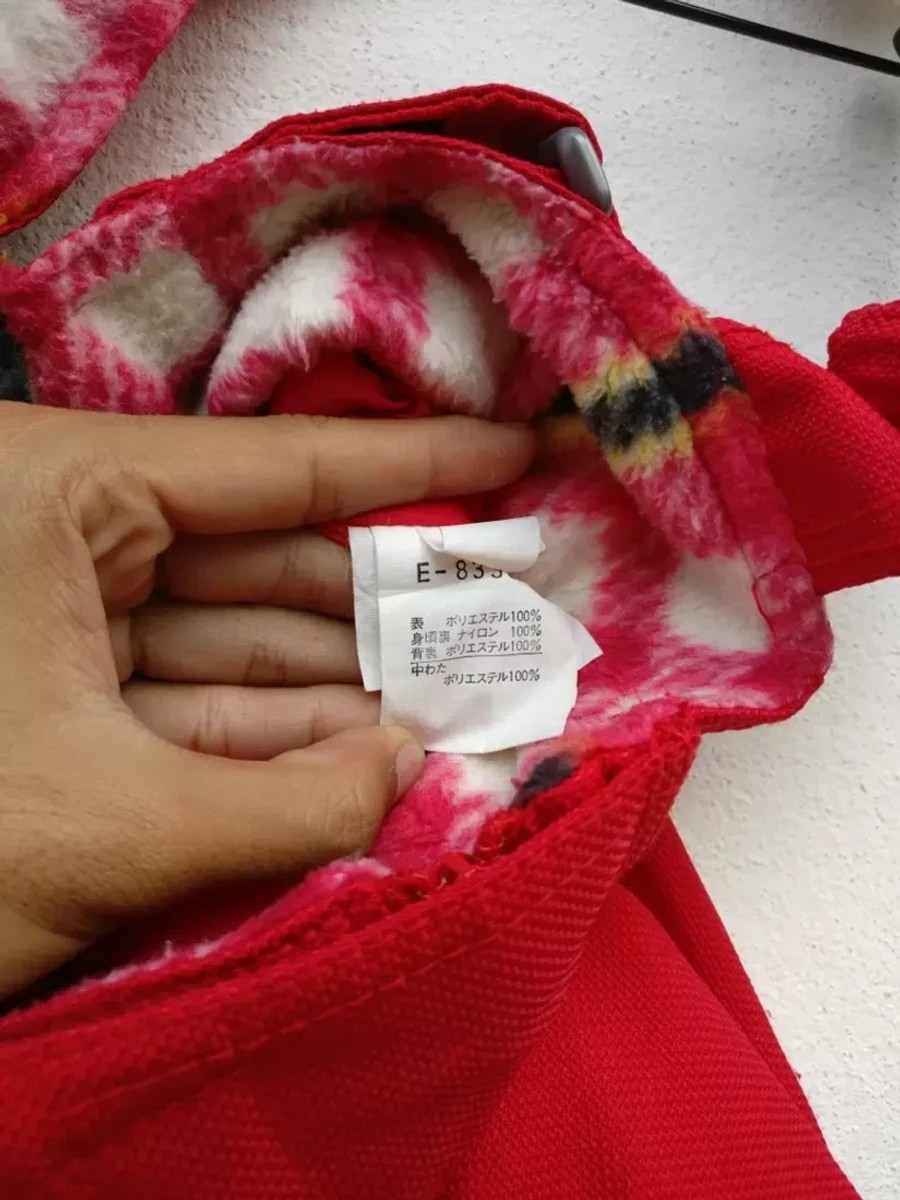 E-833
表 ポリエステル100%
身頃裏 ナイロン 100%
背裏 ポリエステル100%
中わた
ポリエステル100%